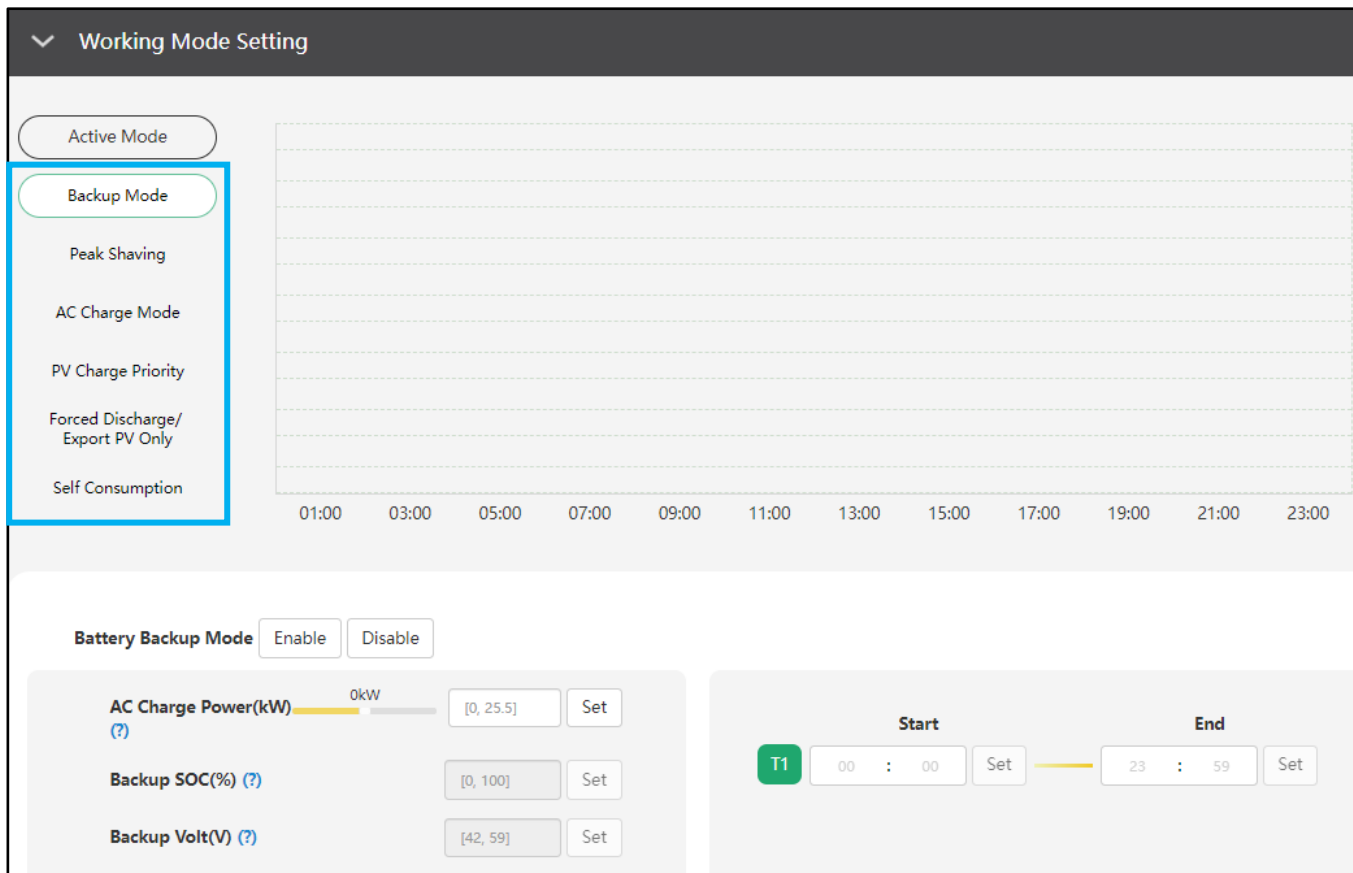 Working Mode Setting
Active Mode
Backup Mode
Peak Shaving
AC Charge Mode
PV Charge Priority
Forced Discharge/
Export PV Only
Self Consumption
01:00 03:00 05:00 07:00 09:00 11:00 13:00 15:00 17:00 19:00 21:00 23:00
Battery Backup Mode Enable Disable
AC Charge Power(kW) 0kW [0, 25.5] Set
(?)
Backup SOC(%) (?) [0, 100] Set
Backup Volt(V) (?) [42, 59] Set
Start End
T1 00 : 00 Set 23 : 59 Set